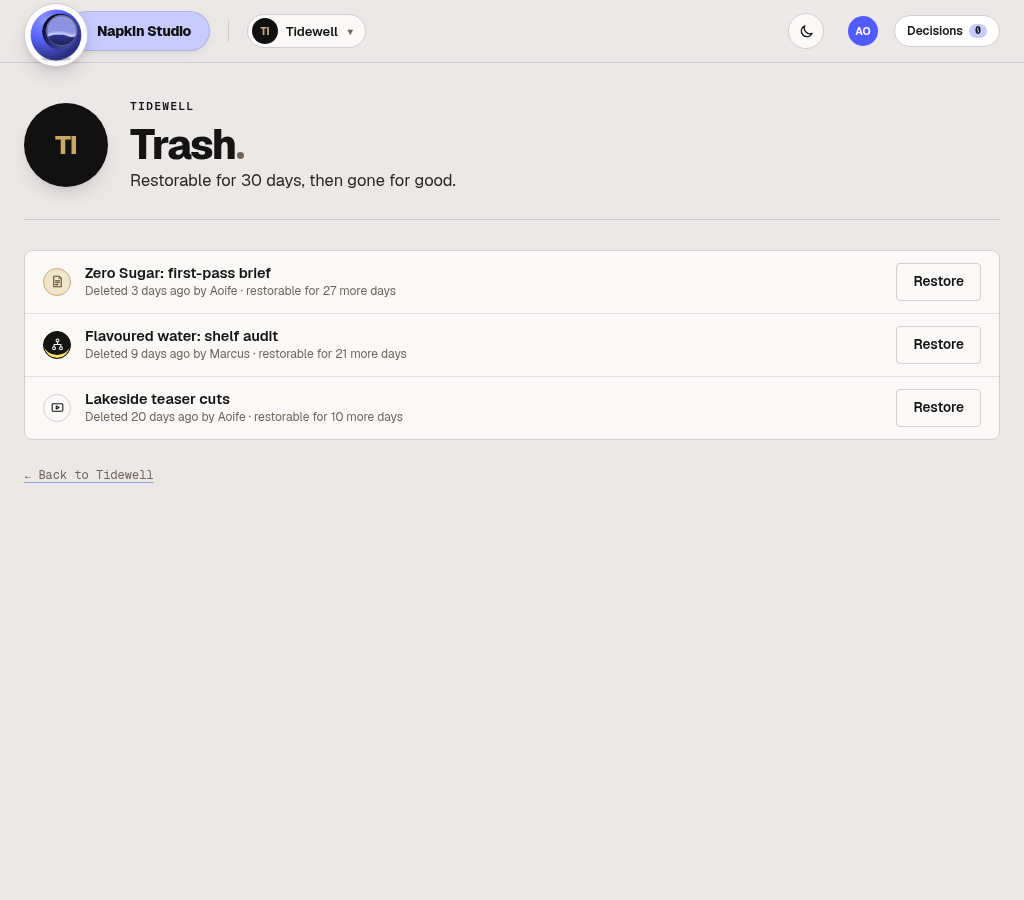 Napkin Studio
TI
Tidewell ▾
AO
Decisions 0
TI
TIDEWELL
Trash.
Restorable for 30 days, then gone for good.
Zero Sugar: first-pass brief
Deleted 3 days ago by Aoife · restorable for 27 more days
Restore
Flavoured water: shelf audit
Deleted 9 days ago by Marcus · restorable for 21 more days
Restore
Lakeside teaser cuts
Deleted 20 days ago by Aoife · restorable for 10 more days
Restore
← Back to Tidewell